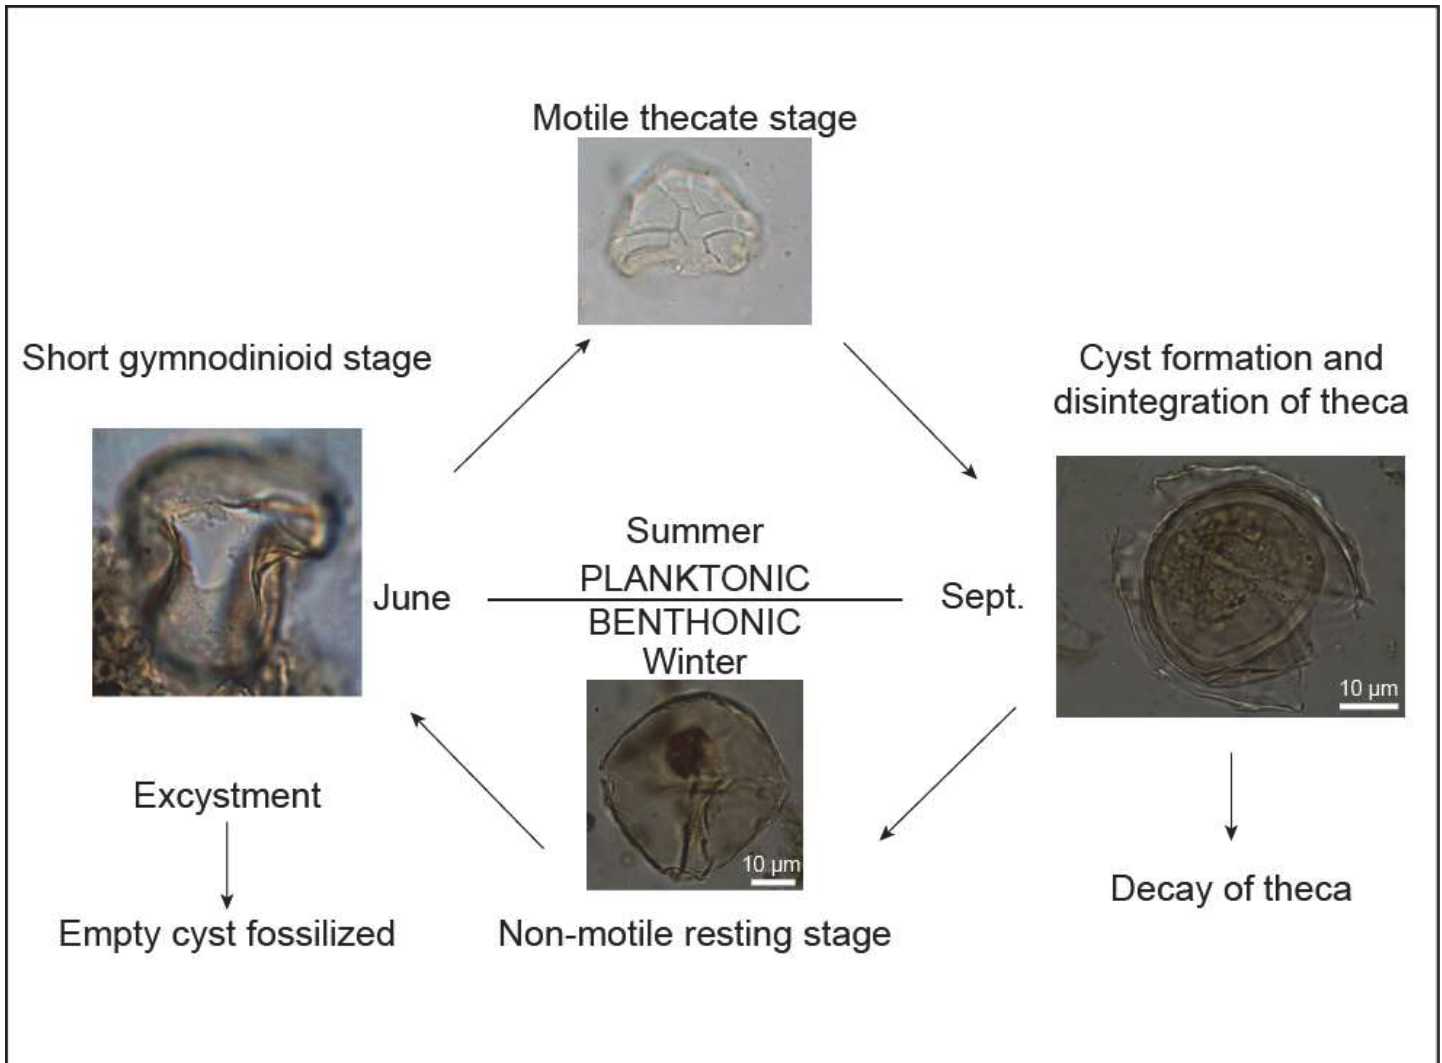 Motile thecate stage
Short gymnodinioid stage
Cyst formation and
disintegration of theca
Summer
PLANKTONIC
June
Sept.
BENTHONIC
Winter
10 µm
10 µm
Excystment
Decay of theca
Empty cyst fossilized
Non-motile resting stage